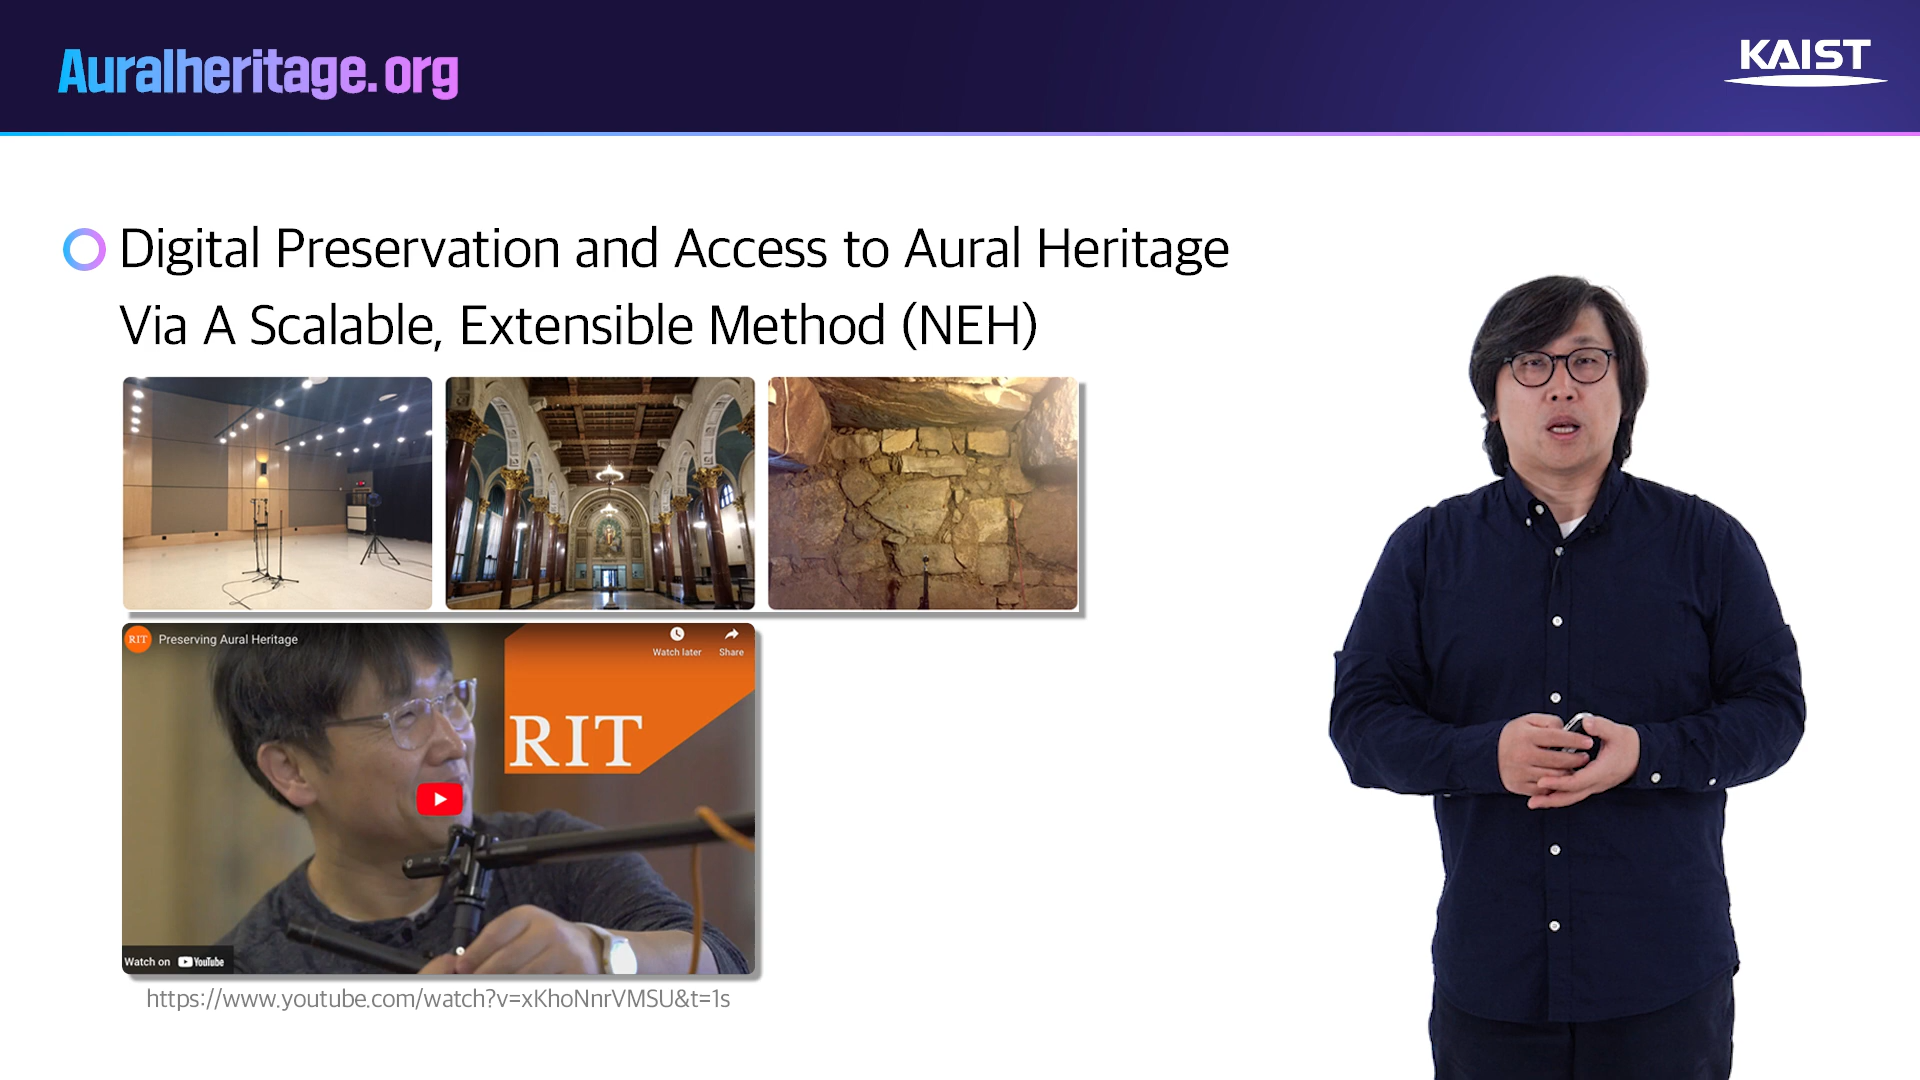 Auralheritage.org
KAIST
Digital Preservation and Access to Aural Heritage
Via A Scalable, Extensible Method (NEH)
RIT
Preserving Aural Heritage
Watch later
Share
RIT
Watch on YouTube
https://www.youtube.com/watch?v=xKhoNnrVMSU&t=1s